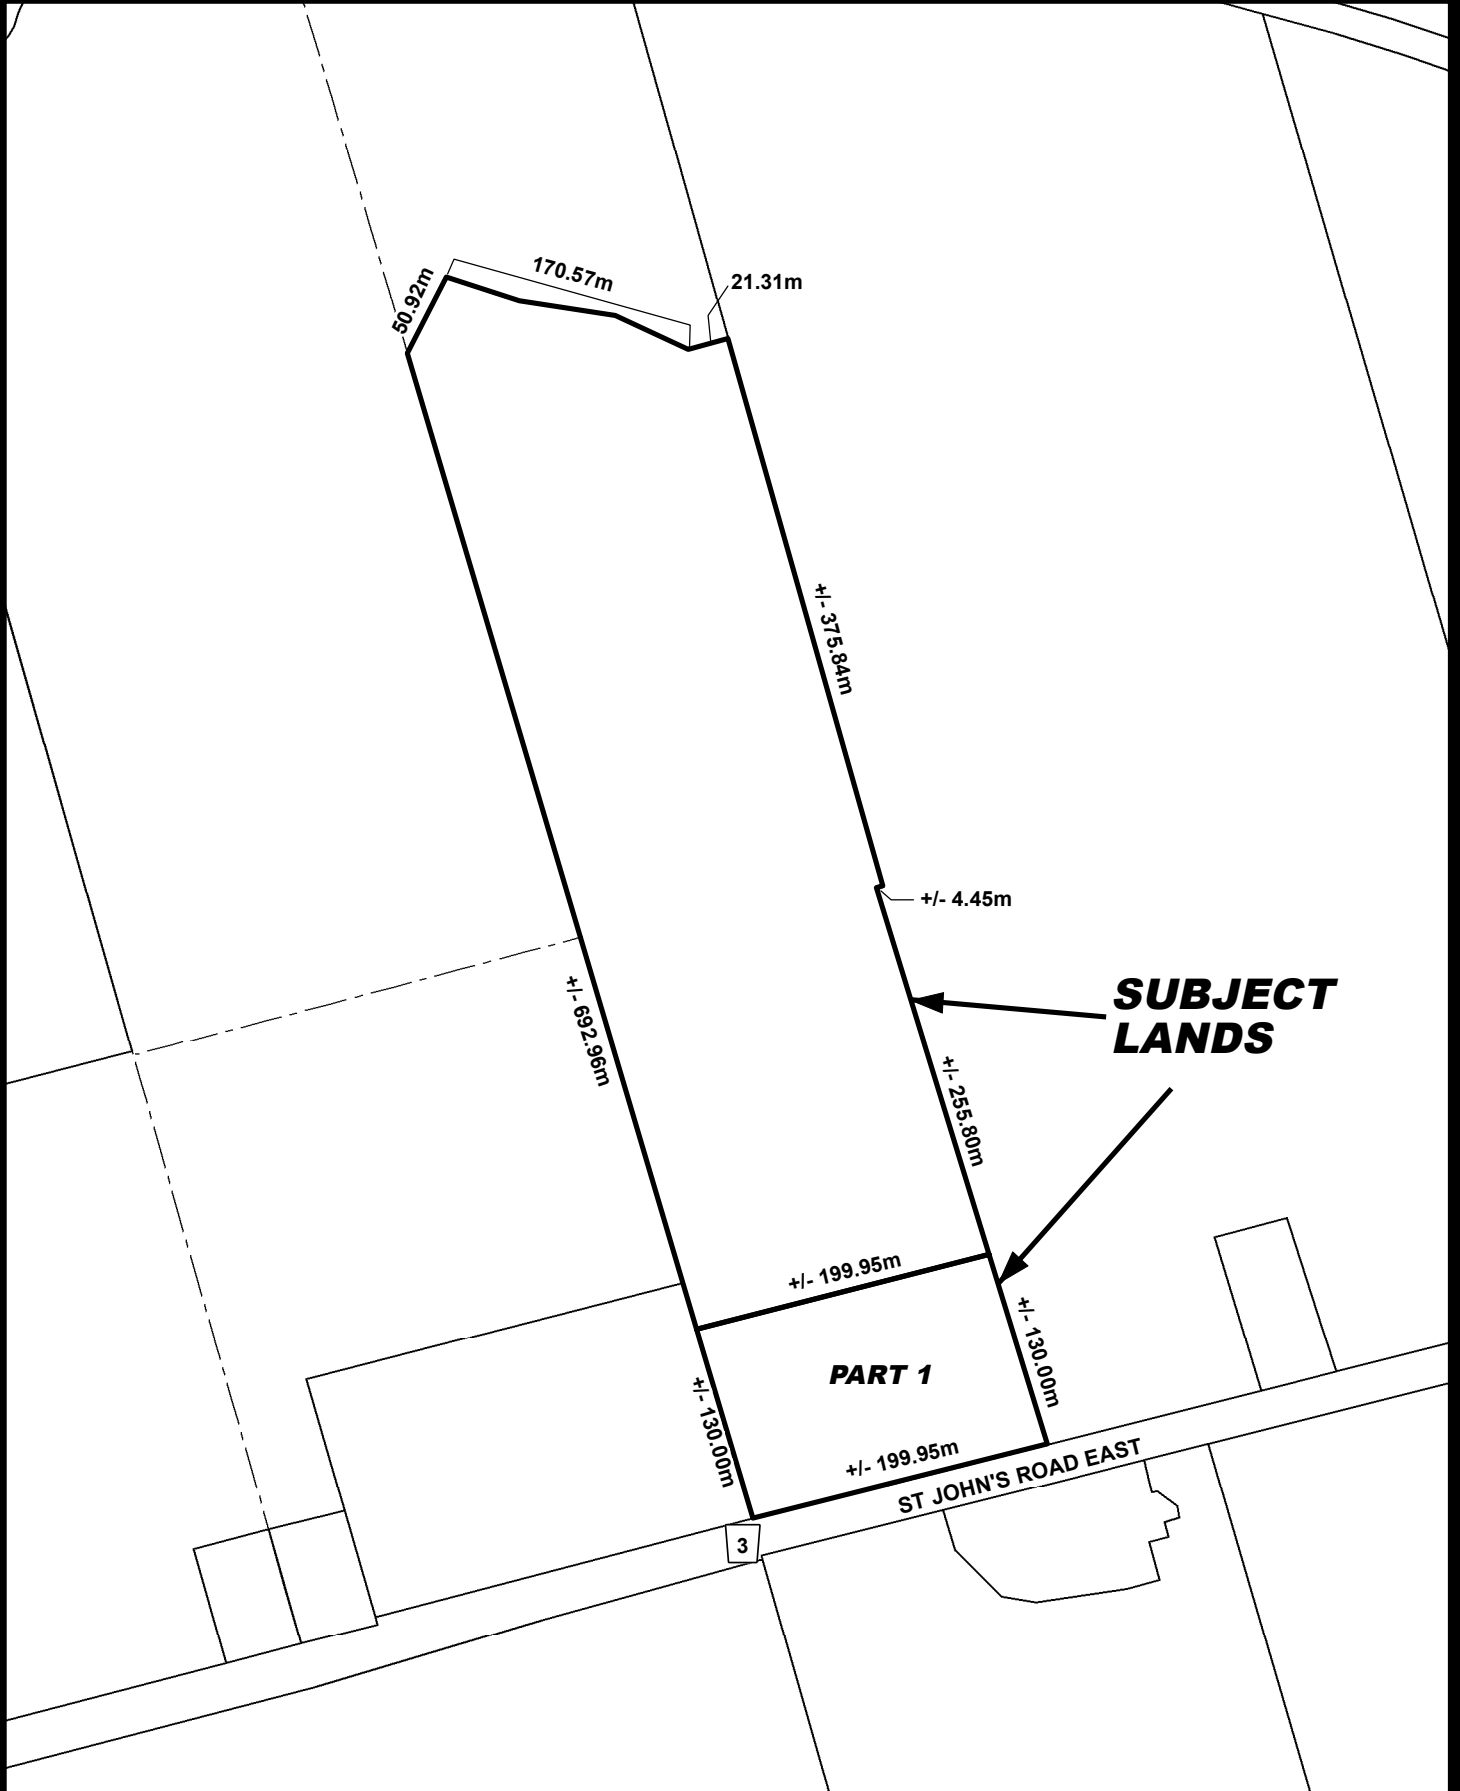 170.57m
50.92m
21.31m
+/- 375.84m
+/- 4.45m
SUBJECT
LANDS
+/- 692.96m
+/- 255.80m
+/- 199.95m
+/- 130.00m
PART 1
+/- 130.00m
+/- 199.95m
ST JOHN'S ROAD EAST
3